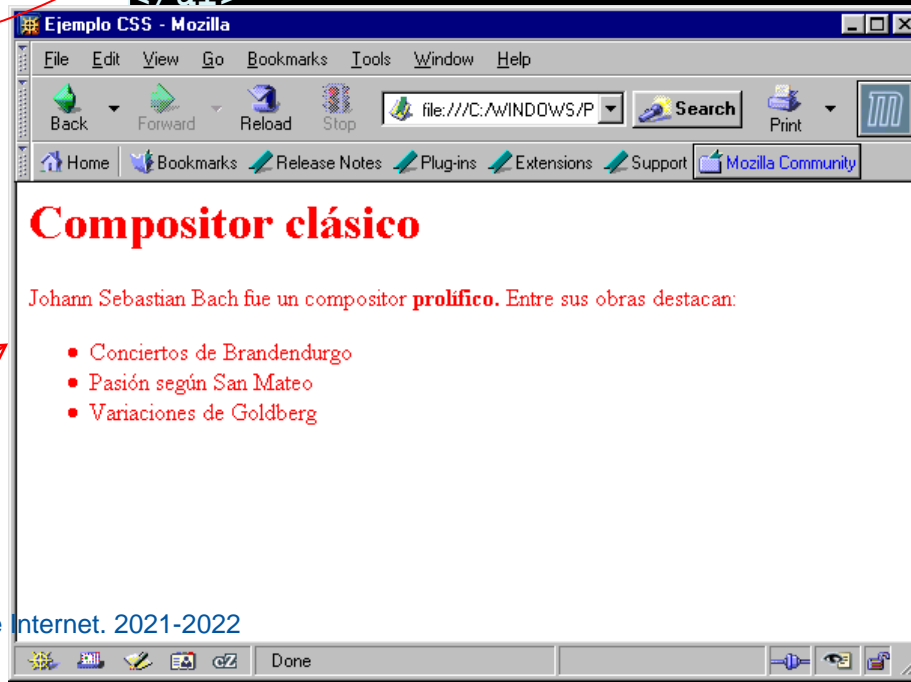 </ul>
Ejemplo CSS - Mozilla
File Edit View Go Bookmarks Tools Window Help
Back Forward Reload Stop file:///C:/WINDOWS/P Search Print
Home Bookmarks Release Notes Plug-ins Extensions Support Mozilla Community
Compositor clásico
Johann Sebastian Bach fue un compositor prolífico. Entre sus obras destacan:
Conciertos de Brandendurgo
Pasión según San Mateo
Variaciones de Goldberg
e Internet. 2021-2022
Done